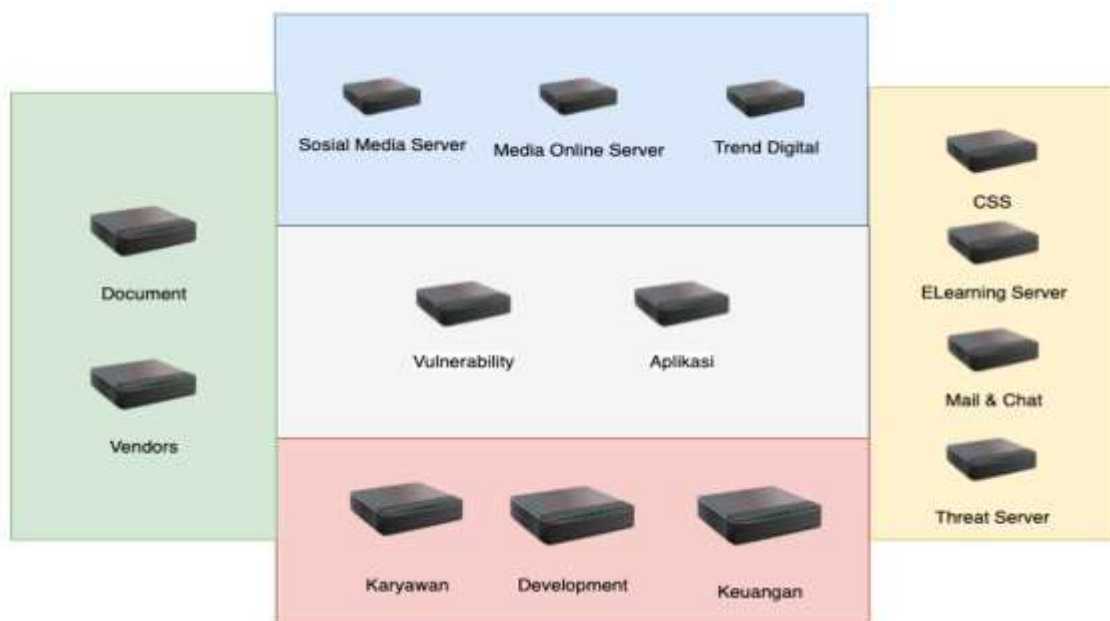 Sosial Media Server
Media Online Server
Trend Digital
Document
Vendors
Vulnerability
Aplikasi
CSS
ELearning Server
Mail & Chat
Threat Server
Karyawan
Development
Keuangan